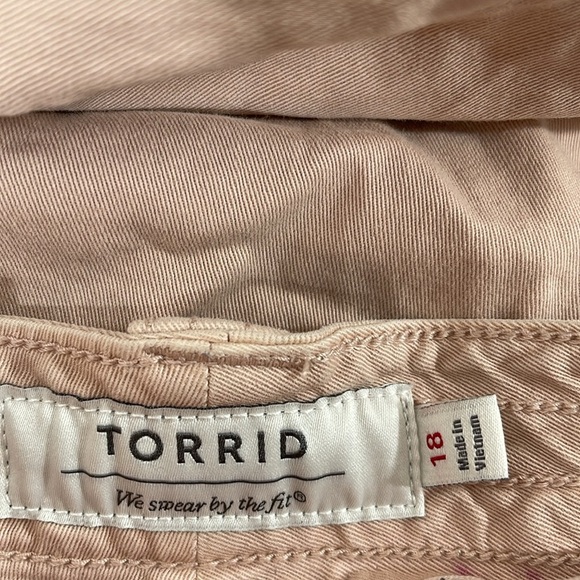 TORRID
We swear by the fit®
18
Made in
Vietnam